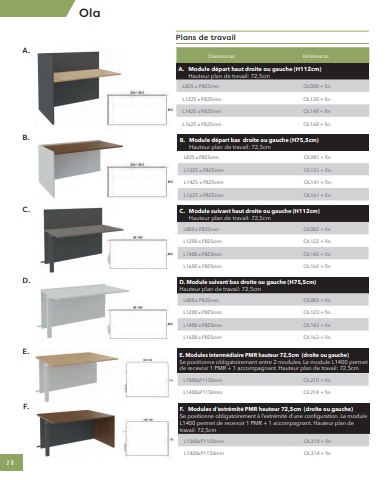 Ola
Plans de travail
Dimensions Références
A.
A. Module départ haut droite ou gauche (H112cm)
Hauteur plan de travail: 72,5cm
L825 x P825mm OL080 + fin
L1225 x P825mm OL120 + fin
L1425 x P825mm OL140 + fin
L1625 x P825mm OL160 + fin
B.
B. Module départ bas droite ou gauche (H75,5cm)
Hauteur plan de travail: 72,5cm
L825 x P825mm OL081 + fin
L1225 x P825mm OL121 + fin
L1425 x P825mm OL141 + fin
L1625 x P825mm OL161 + fin
C.
C. Module suivant haut droite ou gauche (H112cm)
Hauteur plan de travail: 72,5cm
L800 x P825mm OL082 + fin
L1200 x P825mm OL122 + fin
L1400 x P825mm OL142 + fin
L1600 x P825mm OL162 + fin
D.
D. Module suivant bas droite ou gauche (H75,5cm)
Hauteur plan de travail: 72,5cm
L800 x P825mm OL083 + fin
L1200 x P825mm OL123 + fin
L1400 x P825mm OL143 + fin
L1600 x P825mm OL163 + fin
E.
E. Modules intermédiaire PMR hauteur 72,5cm (droite ou gauche)
Se positionne obligatoirement entre 2 modules. Le module L1400 permet
de recevoir 1 PMR + 1 accompagnant. Hauteur plan de travail: 72,5cm
L1000xP1150mm OL210 + fin
L1400xP1150mm OL214 + fin
F.
F. Modules d'extrémité PMR hauteur 72,5cm (droite ou gauche)
Se positionne obligatoirement à l'extrémité d'une configuration. Le module
L1400 permet de recevoir 1 PMR + 1 accompagnant. Hauteur plan de
travail: 72,5cm
L1000xP1150mm OL310 + fin
L1400xP1150mm OL314 + fin